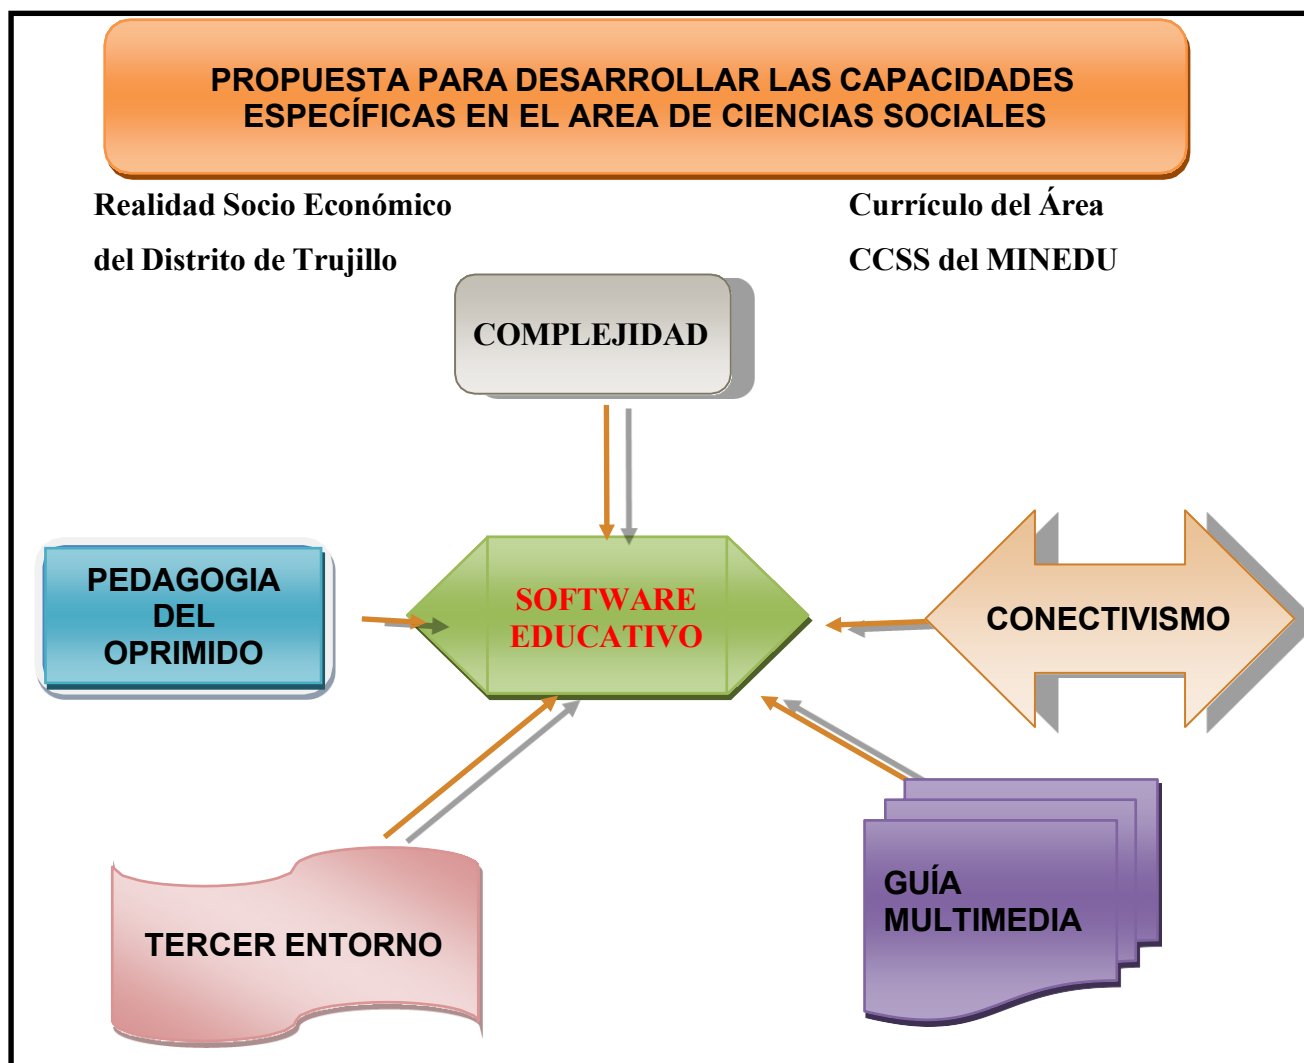 PROPUESTA PARA DESARROLLAR LAS CAPACIDADES
ESPECÍFICAS EN EL AREA DE CIENCIAS SOCIALES
Realidad Socio Económico
del Distrito de Trujillo
Currículo del Área
CCSS del MINEDU
COMPLEJIDAD
PEDAGOGIA
DEL
OPRIMIDO
SOFTWARE
EDUCATIVO
CONECTIVISMO
TERCER ENTORNO
GUÍA
MULTIMEDIA